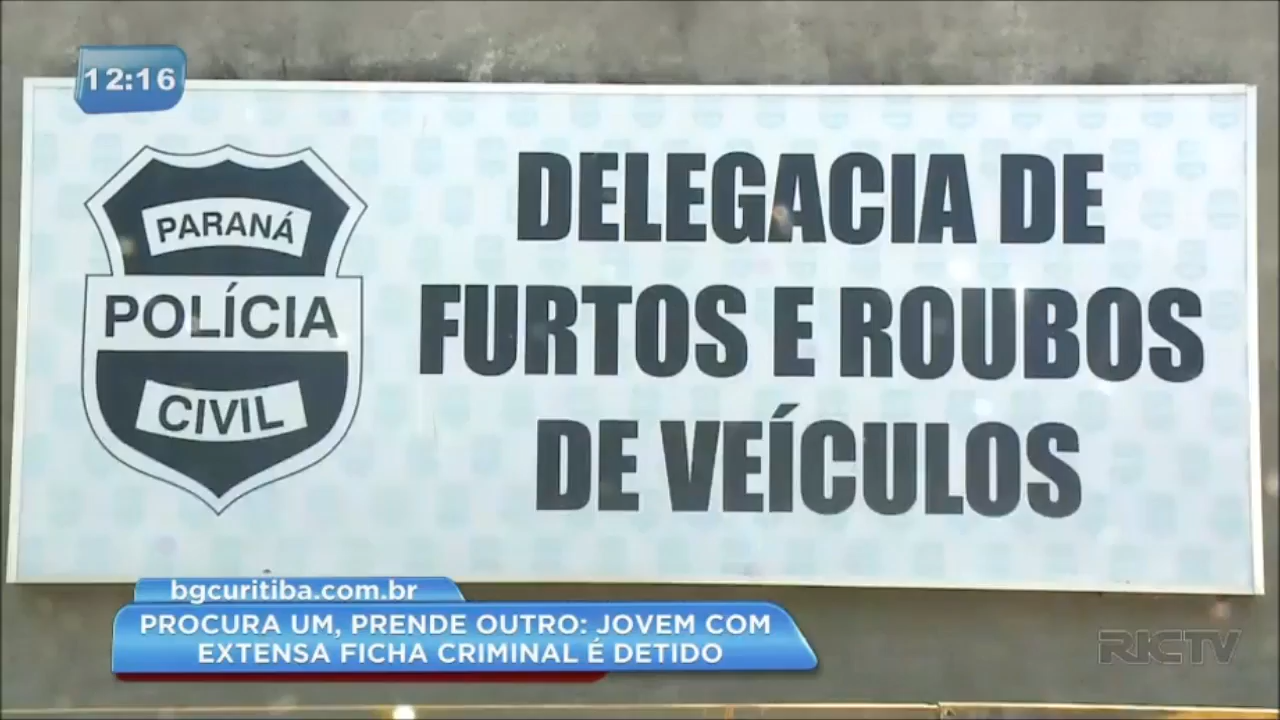 12:16
PARANÁ
POLÍCIA
CIVIL
DELEGACIA DE
FURTOS E ROUBOS
DE VEÍCULOS
bgcuritiba.com.br
PROCURA UM, PRENDE OUTRO: JOVEM COM
EXTENSA FICHA CRIMINAL É DETIDO
RICTV